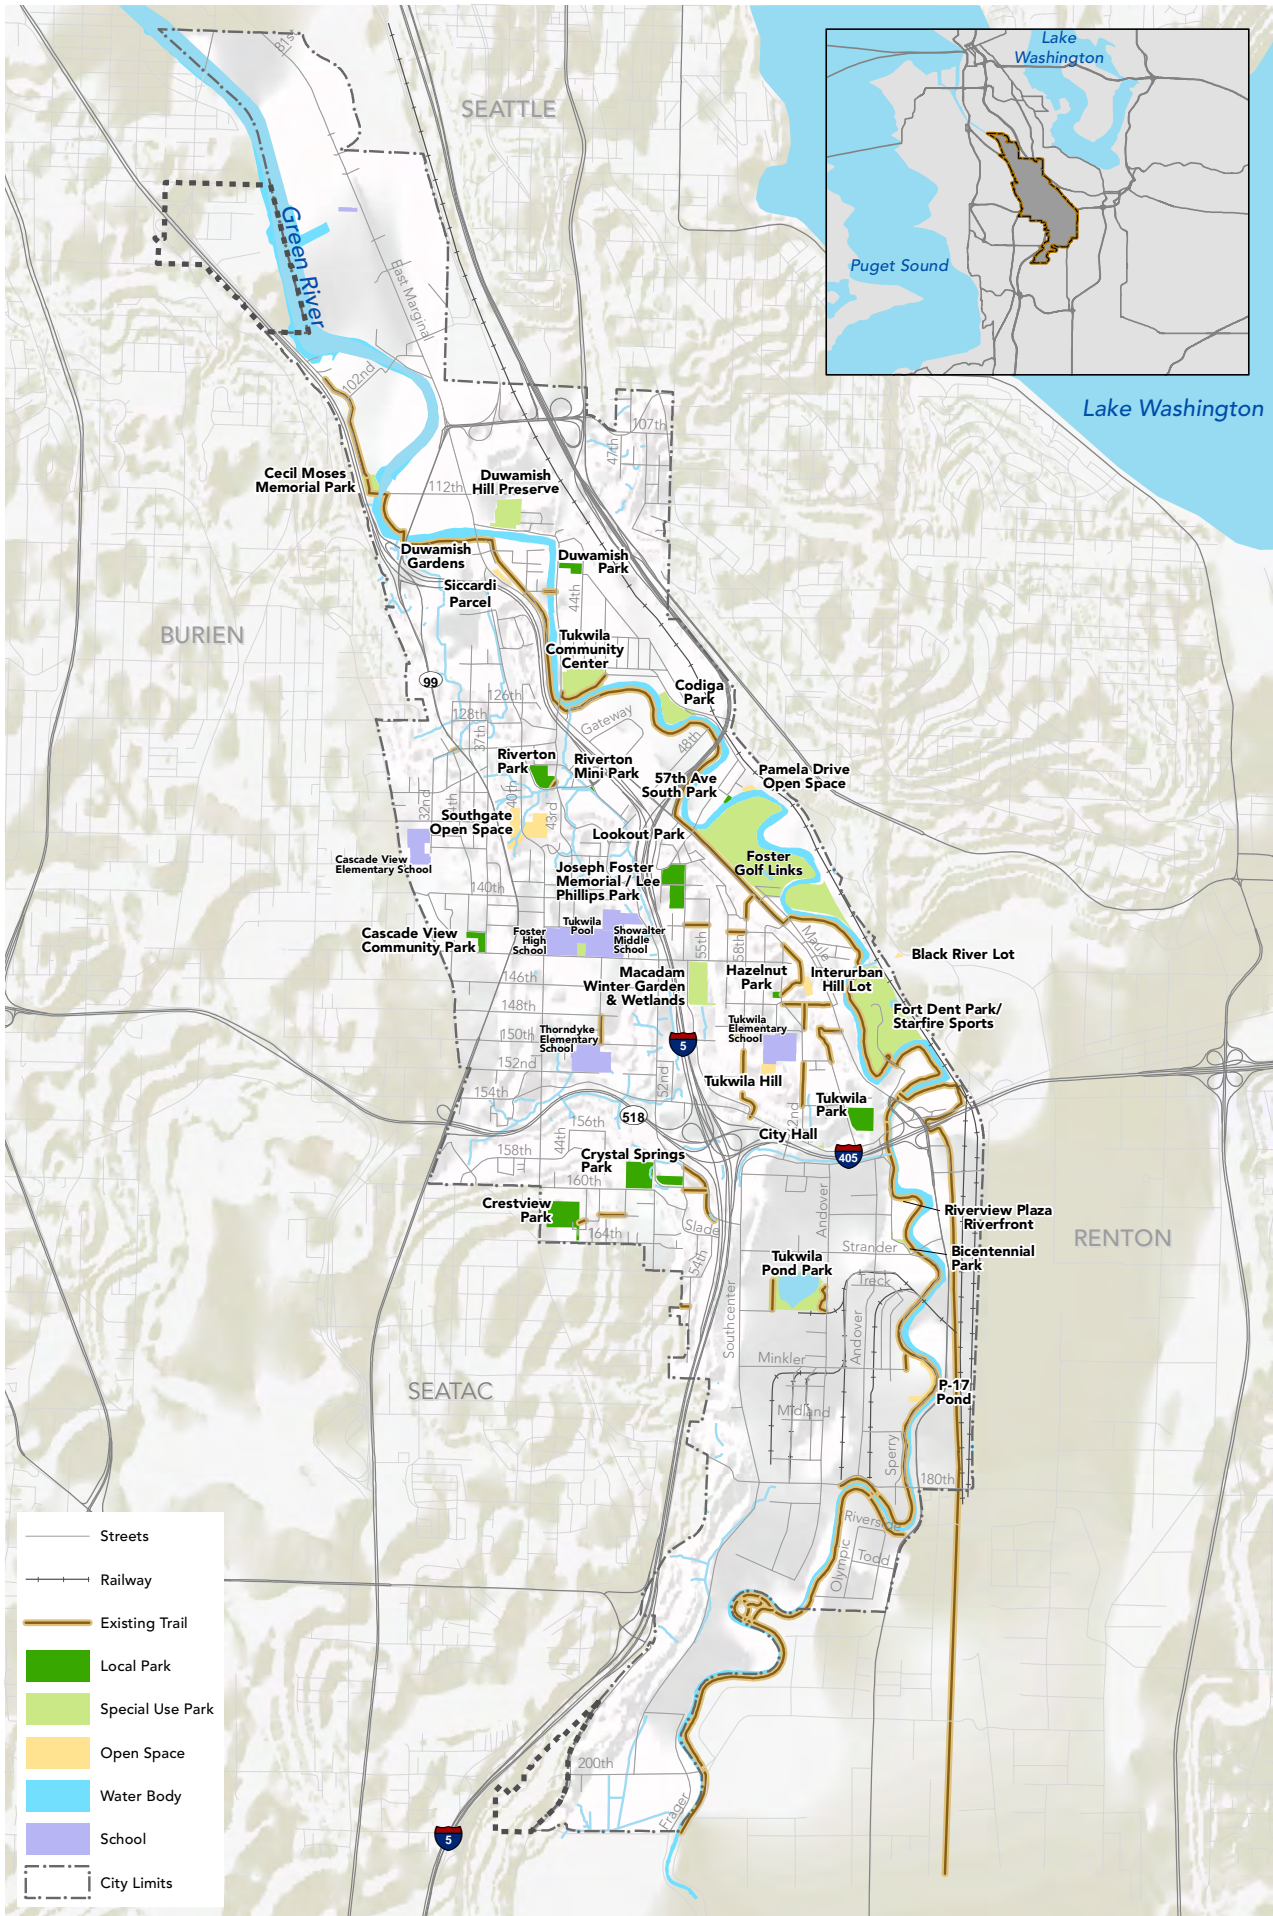 Lake
Washington
Puget Sound
Lake Washington
SEATTLE
81st
Green River
East Marginal
102nd
107th
47th
Cecil Moses
Memorial Park
112th
Duwamish
Hill Preserve
Duwamish
Gardens
Duwamish
Park
Siccardi
Parcel
44th
BURIEN
Tukwila
Community
Center
99
Codiga
Park
126th
128th
37th
Gateway
48th
Riverton
Park
Riverton
Mini Park
57th Ave
South Park
Pamela Drive
Open Space
32nd
40th
43rd
Southgate
Open Space
Lookout Park
Cascade View
Elementary School
Foster
Golf Links
Joseph Foster
Memorial / Lee
Phillips Park
140th
Cascade View
Community Park
Foster
High
School
Tukwila
Pool
Showalter
Middle
School
55th
58th
Maule
Black River Lot
146th
Macadam
Winter Garden
& Wetlands
Hazelnut
Park
Interurban
Hill Lot
148th
Fort Dent Park/
Starfire Sports
150th
Thorndyke
Elementary
School
5
Tukwila
Elementary
School
152nd
52nd
Tukwila Hill
154th
518
156th
Tukwila
Park
City Hall
405
44th
158th
Crystal Springs
Park
160th
Crestview
Park
164th
Slade
54th
Andover
Riverview Plaza
Riverfront
RENTON
Strander
Bicentennial
Park
Tukwila
Pond Park
Treck
Southcenter
Andover
Minkler
SEATAC
P-17
Pond
Midland
Sperry
180th
Riverside
Olympic
Todd
200th
Frager
5
Streets
Railway
Existing Trail
Local Park
Special Use Park
Open Space
Water Body
School
City Limits